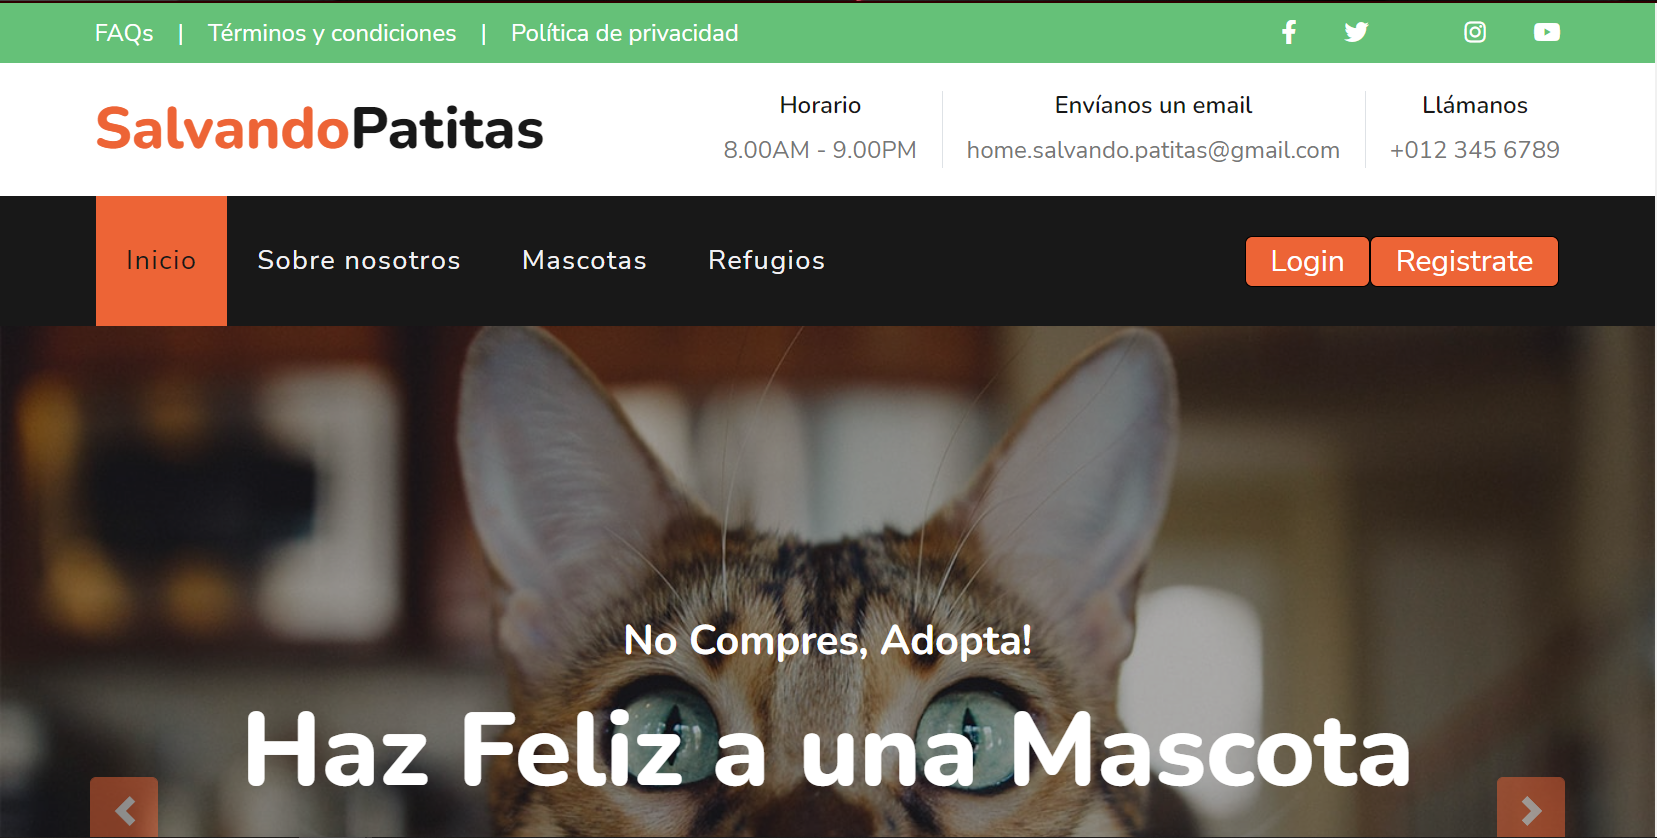 FAQs | Términos y condiciones | Política de privacidad
SalvandoPatitas
Horario
8.00AM - 9.00PM
Envíanos un email
home.salvando.patitas@gmail.com
Llámanos
+012 345 6789
Inicio Sobre nosotros Mascotas Refugios Login Registrate
No Compres, Adopta!
Haz Feliz a una Mascota